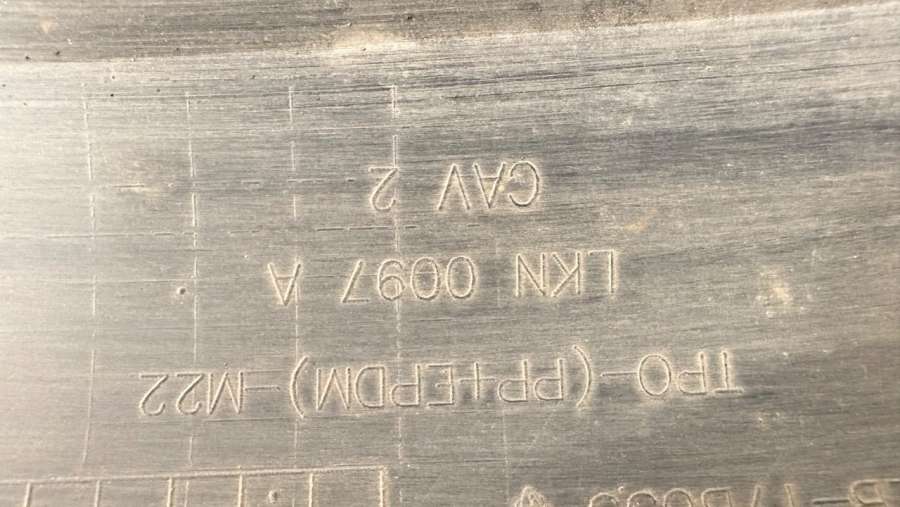 TPO-(PP+EPDM)-M22
LKN 0097 A
CAV 2